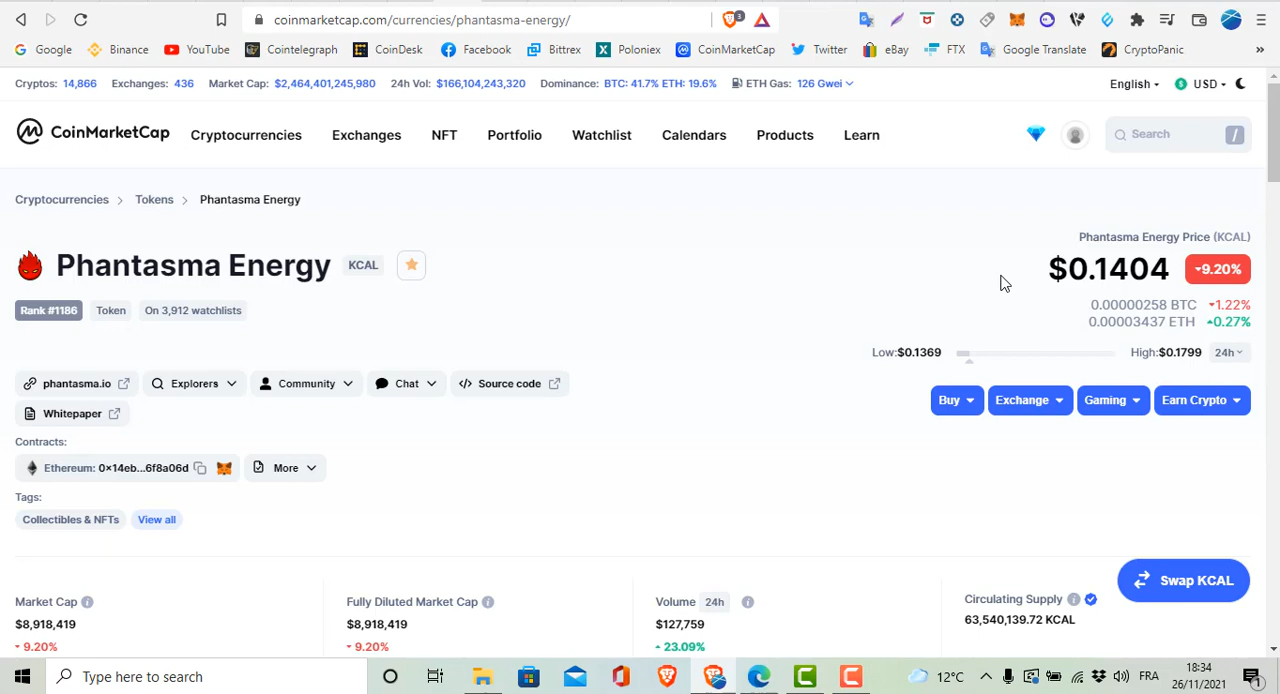 coinmarketcap.com/currencies/phantasma-energy/ 3
Google Binance YouTube Cointelegraph CoinDesk Facebook Bittrex Poloniex CoinMarketCap Twitter eBay FTX Google Translate CryptoPanic »
Cryptos: 14,866 Exchanges: 436 Market Cap: $2,464,401,245,980 24h Vol: $166,104,243,320 Dominance: BTC: 41.7% ETH: 19.6% ETH Gas: 126 Gwei English USD
CoinMarketCap Cryptocurrencies Exchanges NFT Portfolio Watchlist Calendars Products Learn Search /
Cryptocurrencies > Tokens > Phantasma Energy
Phantasma Energy Price (KCAL)
Phantasma Energy KCAL $0.1404 9.20%
Rank #1186 Token On 3,912 watchlists 0.00000258 BTC 1.22%
0.00003437 ETH 0.27%
Low:$0.1369 High:$0.1799 24h
phantasma.io Explorers Community Chat Source code
Buy Exchange Gaming Earn Crypto
Whitepaper
Contracts:
Ethereum: 0x14eb...6f8a06d More
Tags:
Collectibles & NFTs View all
Swap KCAL
Market Cap Fully Diluted Market Cap Volume 24h Circulating Supply
$8,918,419 $8,918,419 $127,759 63,540,139.72 KCAL
9.20% 9.20% 23.09%
Type here to search 12°C FRA 18:34
26/11/2021 1